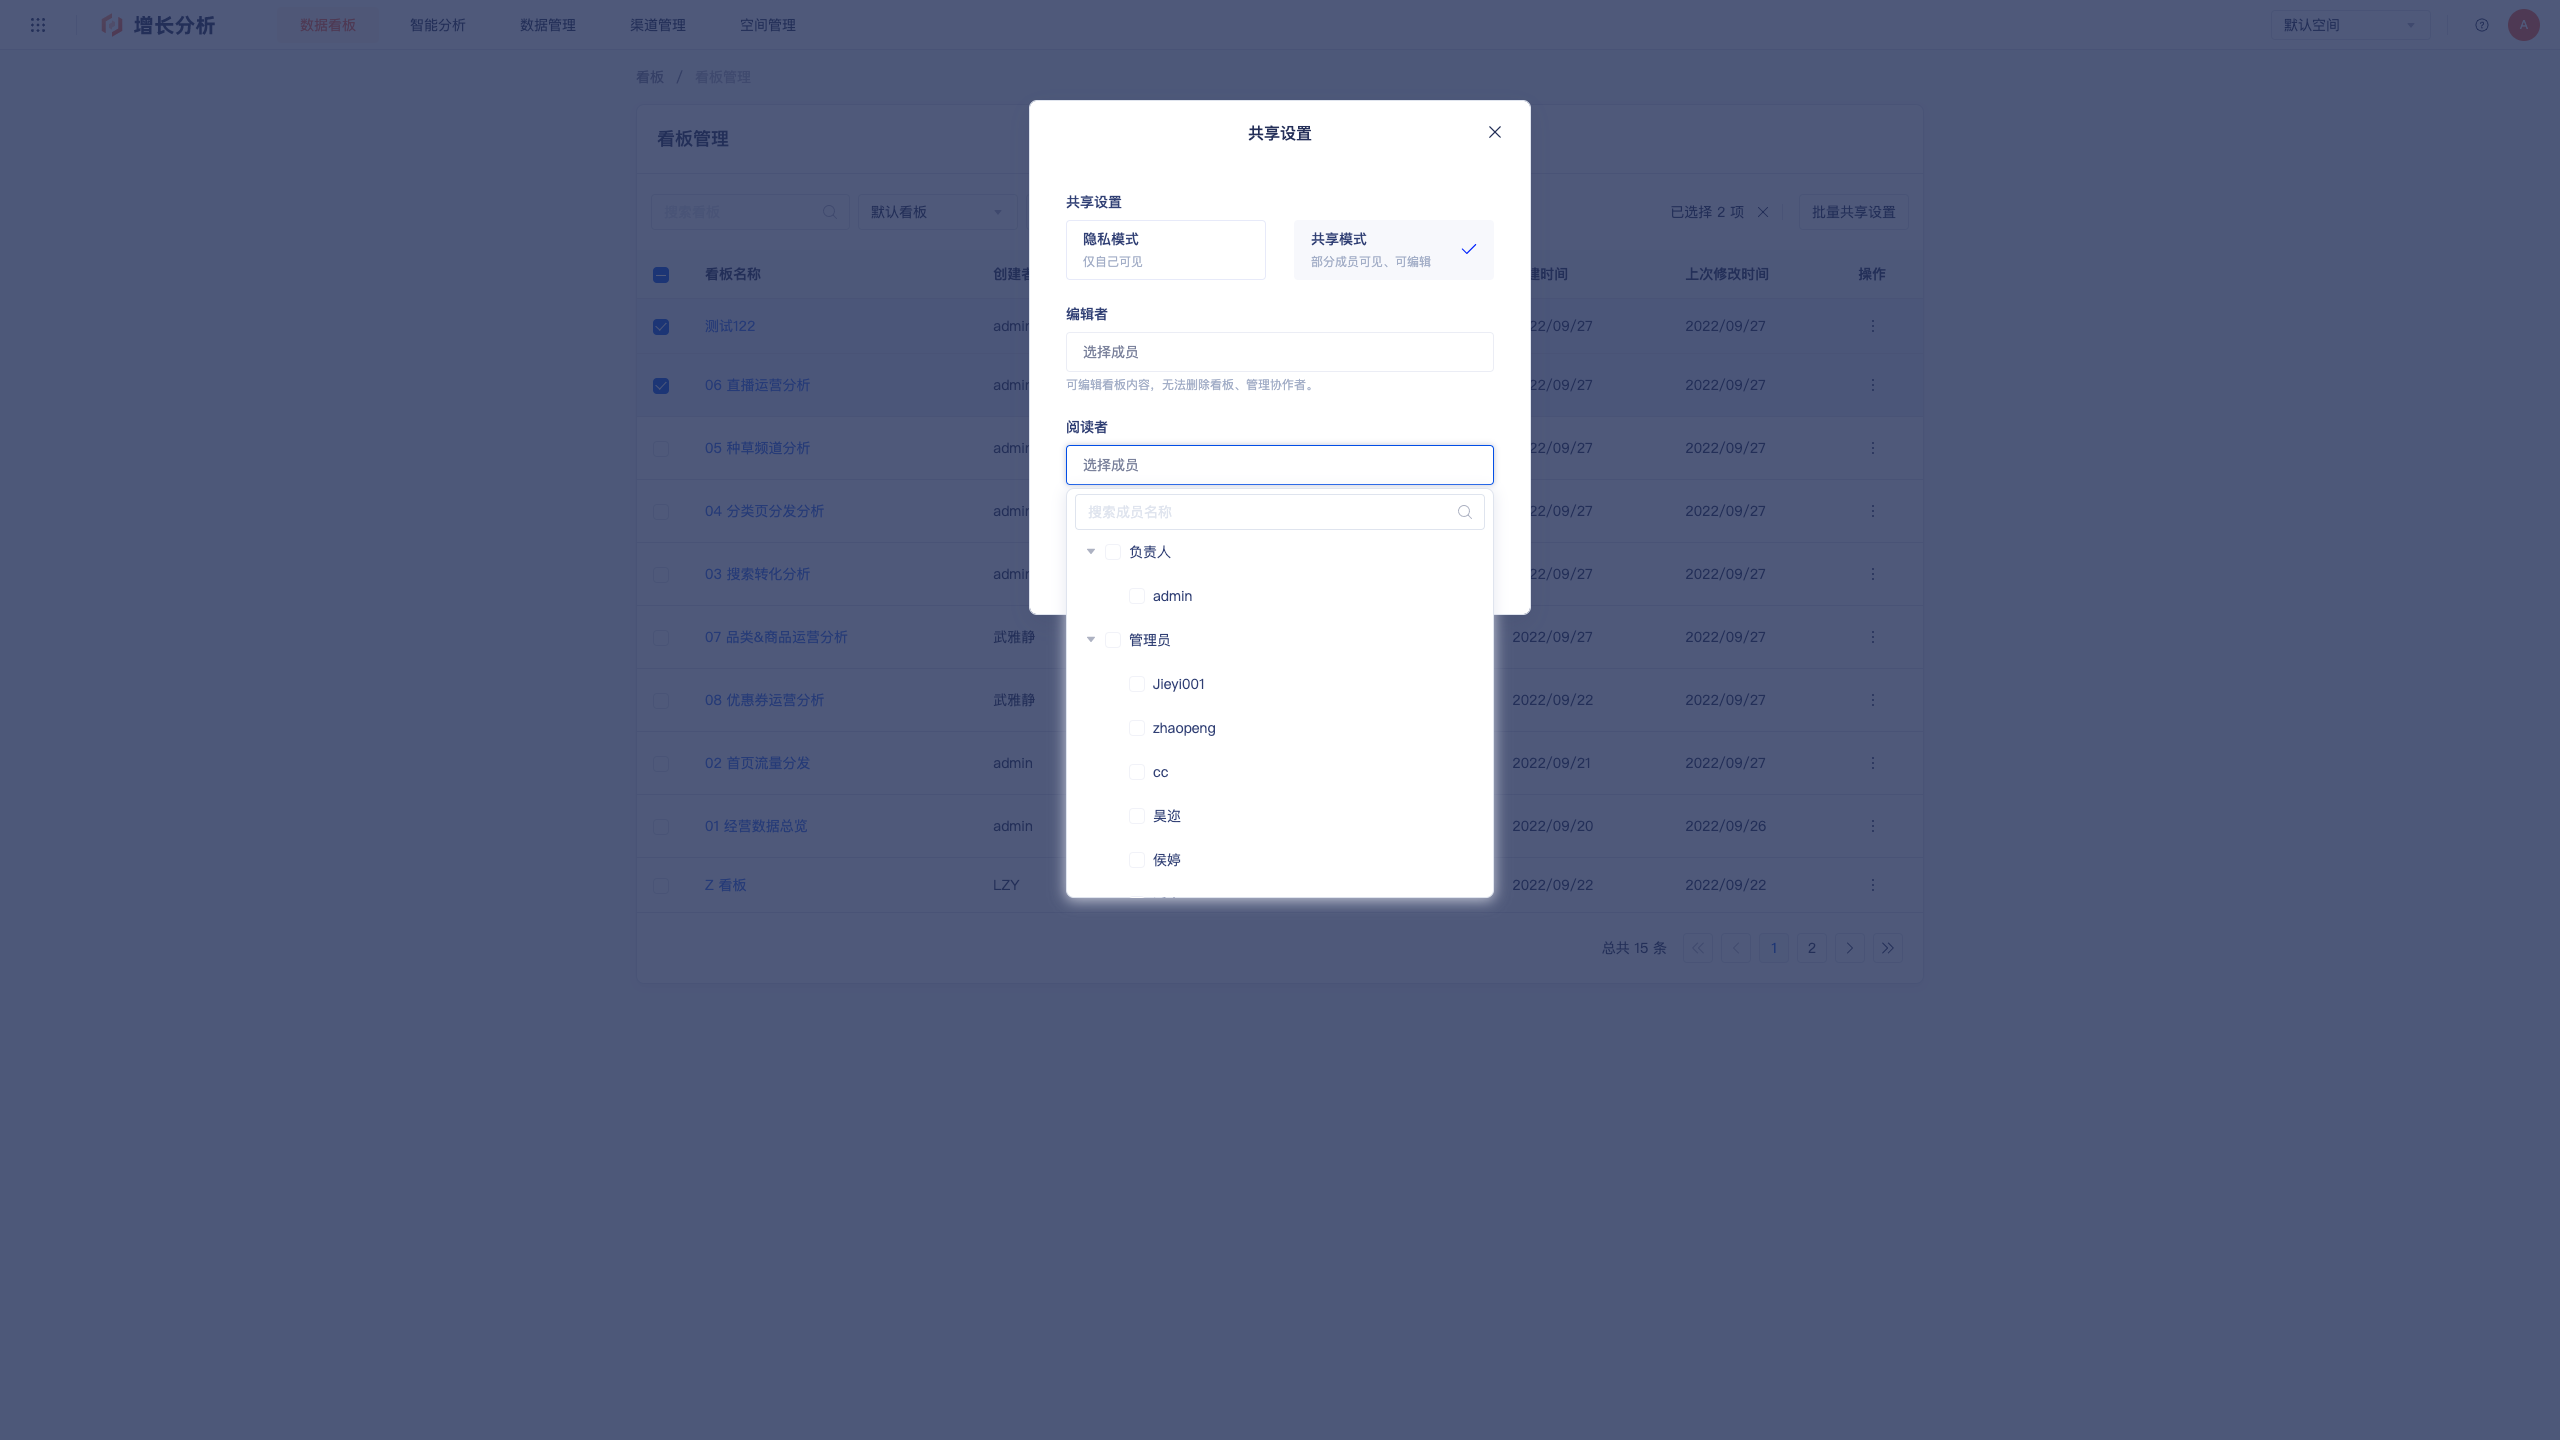 增长分析 数据看板 智能分析 数据管理 渠道管理 空间管理 默认空间 A
看板 / 看板管理
看板管理
搜索看板 默认看板 已选择 2 项 批量共享设置
看板名称 创建者 建时间 上次修改时间 操作
测试122 admin 22/09/27 2022/09/27
06 直播运营分析 admin 22/09/27 2022/09/27
05 种草频道分析 admin 22/09/27 2022/09/27
04 分类页分发分析 admin 22/09/27 2022/09/27
03 搜索转化分析 admin 22/09/27 2022/09/27
07 品类&商品运营分析 武雅静 2022/09/27 2022/09/27
08 优惠券运营分析 武雅静 2022/09/22 2022/09/27
02 首页流量分发 admin 2022/09/21 2022/09/27
01 经营数据总览 admin 2022/09/20 2022/09/26
Z 看板 LZY 2022/09/22 2022/09/22
总共 15 条 1 2
共享设置
共享设置
隐私模式
仅自己可见
共享模式
部分成员可见、可编辑
编辑者
选择成员
可编辑看板内容，无法删除看板、管理协作者。
阅读者
选择成员
搜索成员名称
负责人
admin
管理员
Jieyi001
zhaopeng
cc
吴迩
侯婷